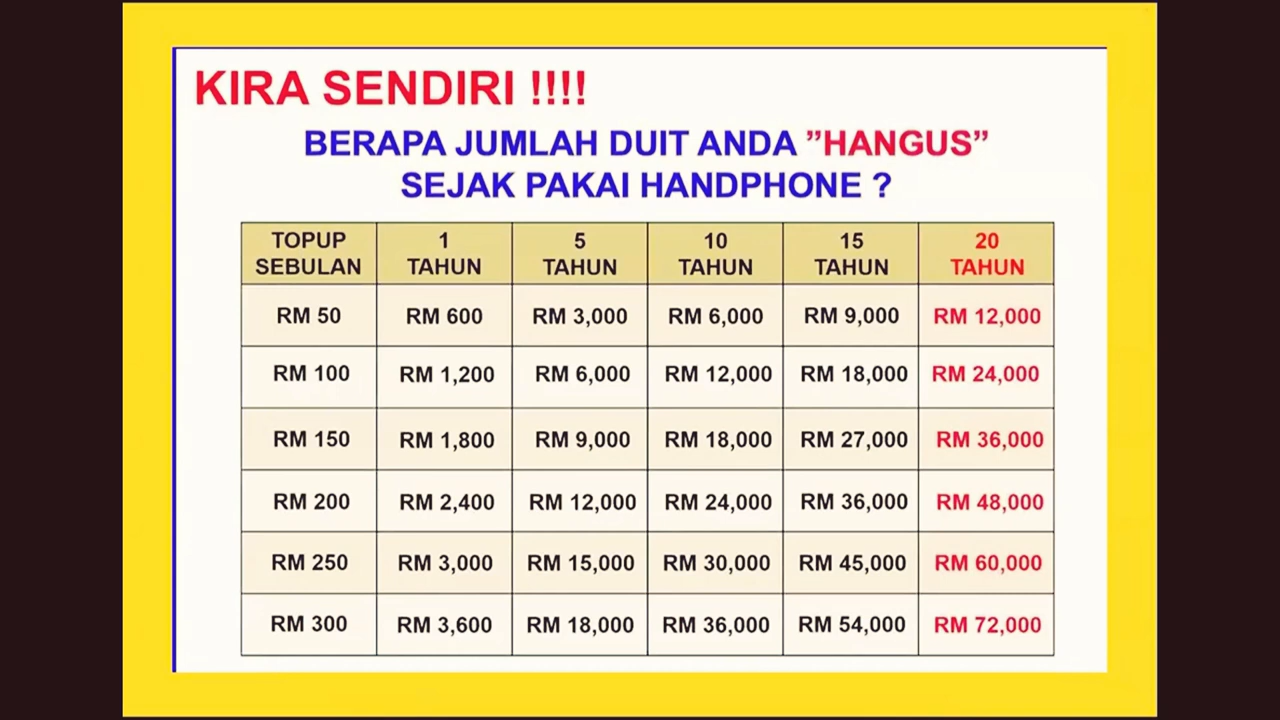 KIRA SENDIRI !!!!
BERAPA JUMLAH DUIT ANDA ”HANGUS”
SEJAK PAKAI HANDPHONE ?
TOPUP SEBULAN 1 TAHUN 5 TAHUN 10 TAHUN 15 TAHUN 20 TAHUN
RM 50 RM 600 RM 3,000 RM 6,000 RM 9,000 RM 12,000
RM 100 RM 1,200 RM 6,000 RM 12,000 RM 18,000 RM 24,000
RM 150 RM 1,800 RM 9,000 RM 18,000 RM 27,000 RM 36,000
RM 200 RM 2,400 RM 12,000 RM 24,000 RM 36,000 RM 48,000
RM 250 RM 3,000 RM 15,000 RM 30,000 RM 45,000 RM 60,000
RM 300 RM 3,600 RM 18,000 RM 36,000 RM 54,000 RM 72,000